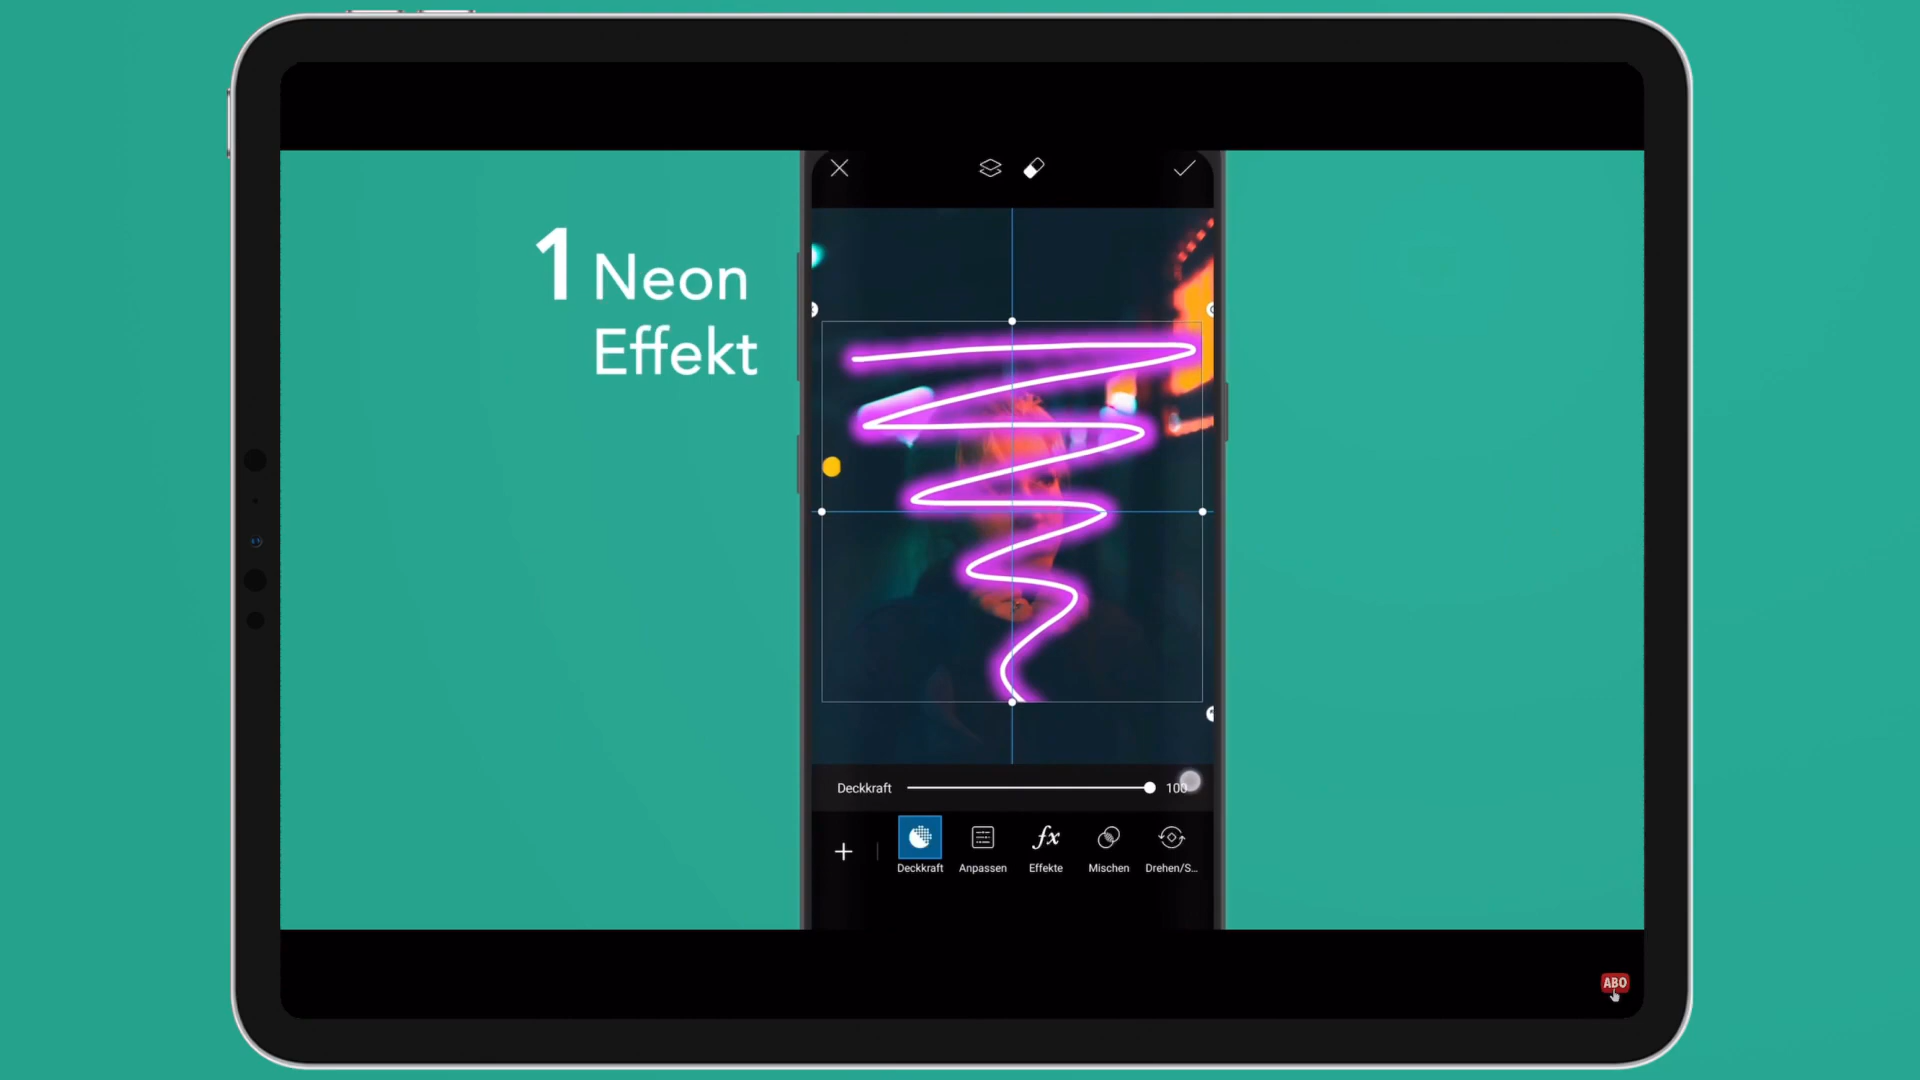 1 Neon
Effekt
Deckkraft 100
Deckkraft Anpassen fx Effekte Mischen Drehen/S...
ABO